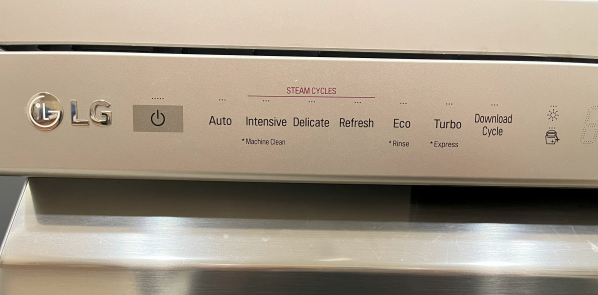 STEAM CYCLES
LG
Auto Intensive Delicate Refresh Eco Turbo Download Cycle
* Machine Clean * Rinse * Express